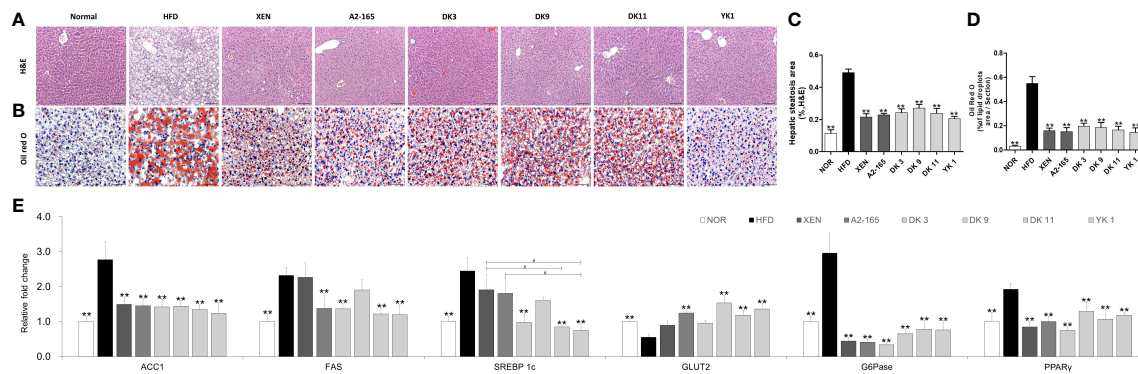 A
Normal HFD XEN A2-165 DK3 DK9 DK11 YK1
H&E
B
Oil red O
C
Hepatic steatosis area
(%,H&E)
0.6
0.4
0.2
0.0
**
** ** ** ** ** **
NOR HFD XEN A2-165 DK 3 DK 9 DK 11 YK 1
D
Oil Red O
(%of lipid droplets
area / Section)
0.8
0.6
0.4
0.2
0.0
**
** ** ** ** ** **
NOR HFD XEN A2-165 DK 3 DK 9 DK 11 YK 1
E
NOR HFD XEN A2-165 DK 3 DK 9 DK 11 YK 1
Relative fold change
4.0
3.0
2.0
1.0
0.0
** ** ** ** ** ** **
** ** ** ** **
#
#
#
** ** ** **
** ** ** ** **
** ** ** ** ** ** **
** ** ** ** ** ** **
ACC1 FAS SREBP 1c GLUT2 G6Pase PPARγ